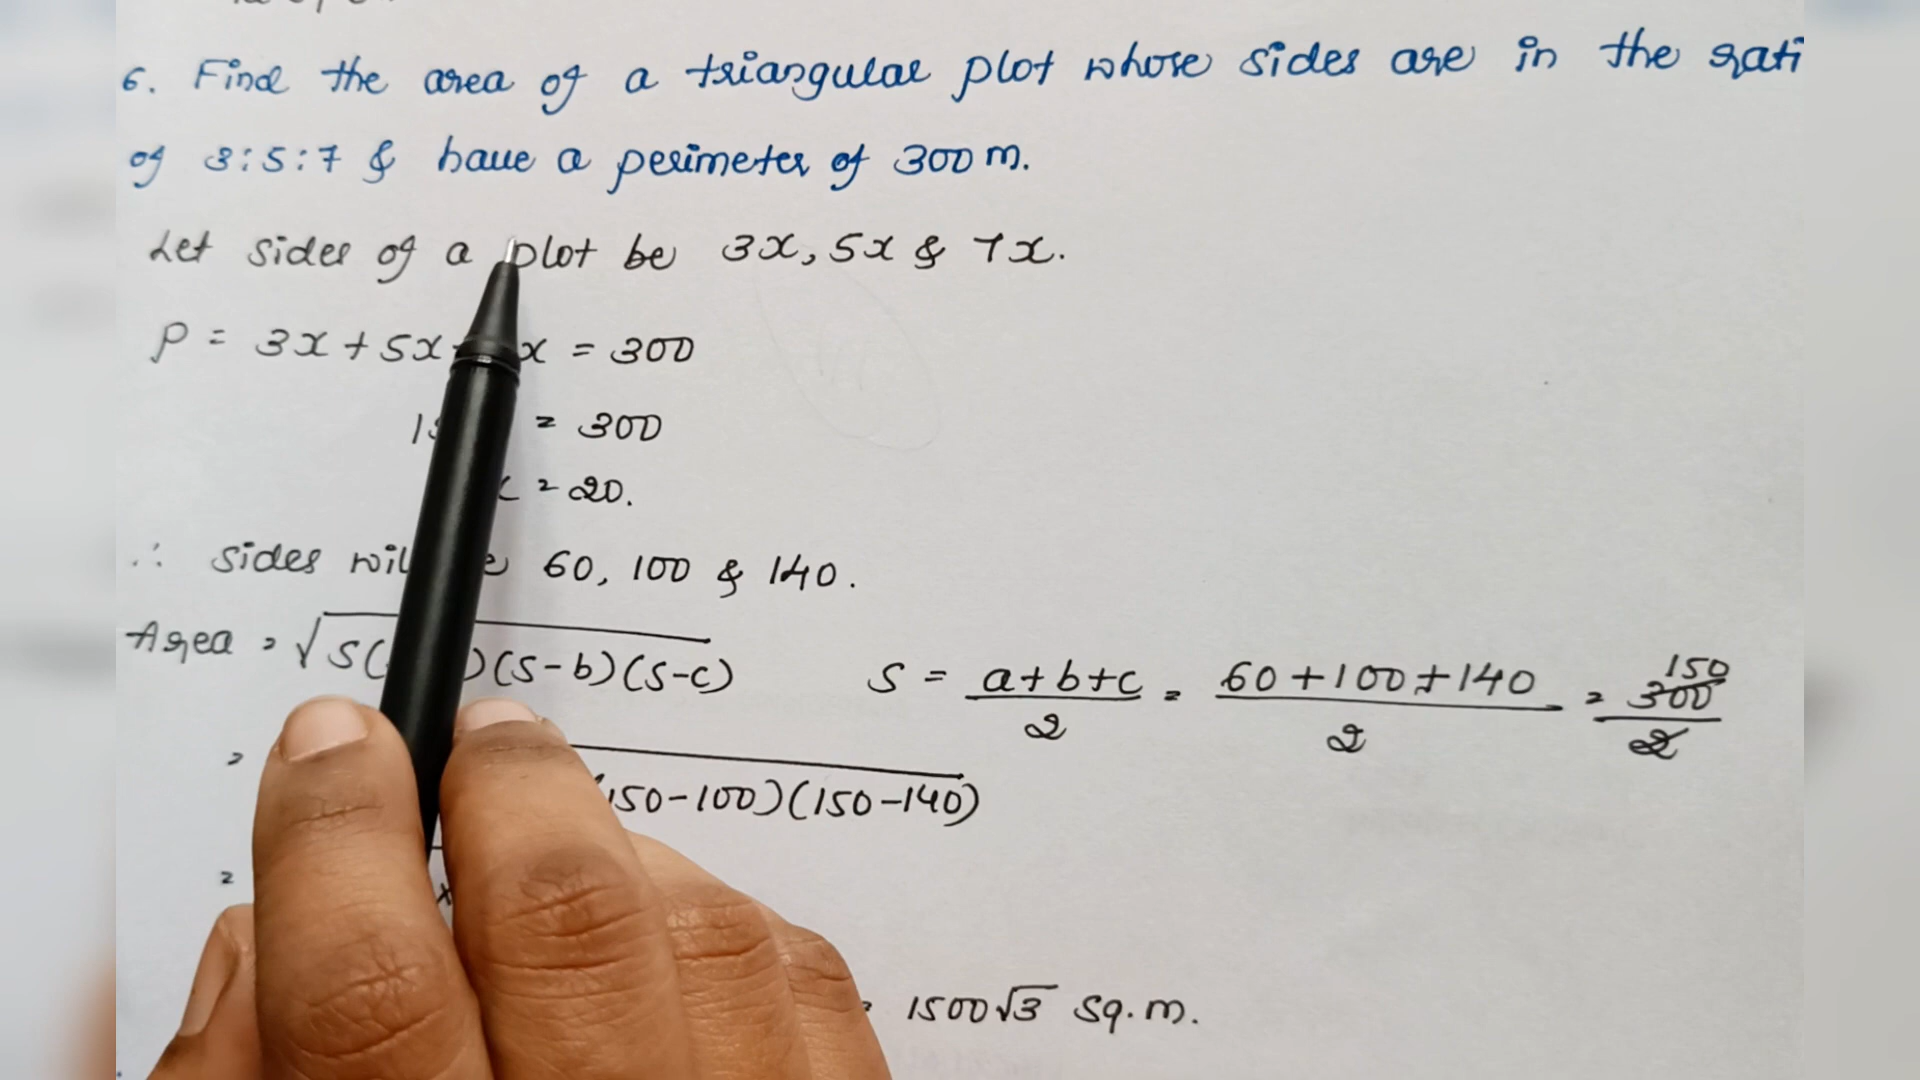 6. Find the area of a triangular plot whose sides are in the rati
of 3:5:7 & have a perimeter of 300 m.
Let sides of a plot be 3x, 5x & 7x.
P = 3x + 5x x = 300
= 300
= 20.
∴ sides 60, 100 & 140.
Area = √S( )(S-b)(S-c) S = a+b+c / 2 = 60+100+140 / 2 = 300 / 2 150
= 150-100)(150-140)
=
= 1500√3 sq.m.